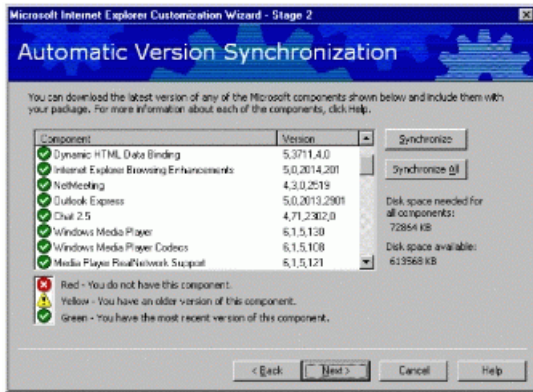 Microsoft Internet Explorer Customization Wizard - Stage 2
Automatic Version Synchronization
You can download the latest version of any of the Microsoft components shown below and include them with
your package. For more information about each of the components, click Help.
Component Version
Dynamic HTML Data Binding 5,3711,4,0
Internet Explorer Browsing Enhancements 5,0,2014,201
NetMeeting 4,3,0,2519
Outlook Express 5,0,2013,2901
Chat 2.5 4,71,2302,0
Windows Media Player 6,1,5,130
Windows Media Player Codecs 6,1,5,108
Media Player RealNetwork Support 6,1,5,121
Synchronize
Synchronize All
Disk space needed for
all components:
72864 KB
Disk space available:
613568 KB
Red - You do not have this component.
Yellow - You have an older version of this component.
Green - You have the most recent version of this component.
< Back Next > Cancel Help